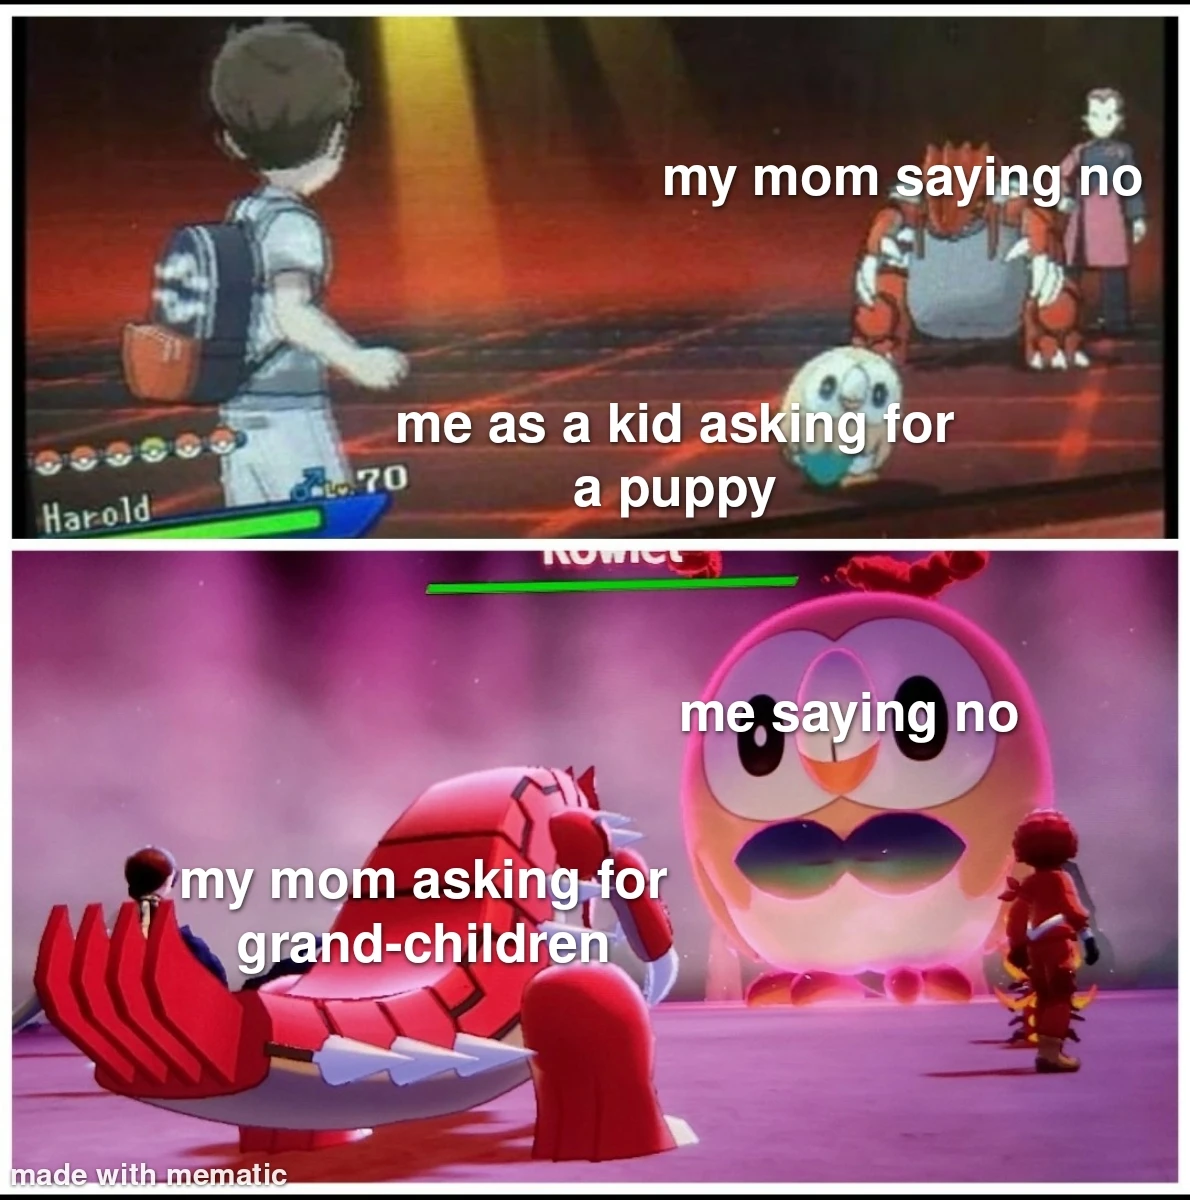 my mom saying no
me as a kid asking for
a puppy
Lv.70
Harold
Rowlet
me saying no
my mom asking for
grand-children
made with mematic